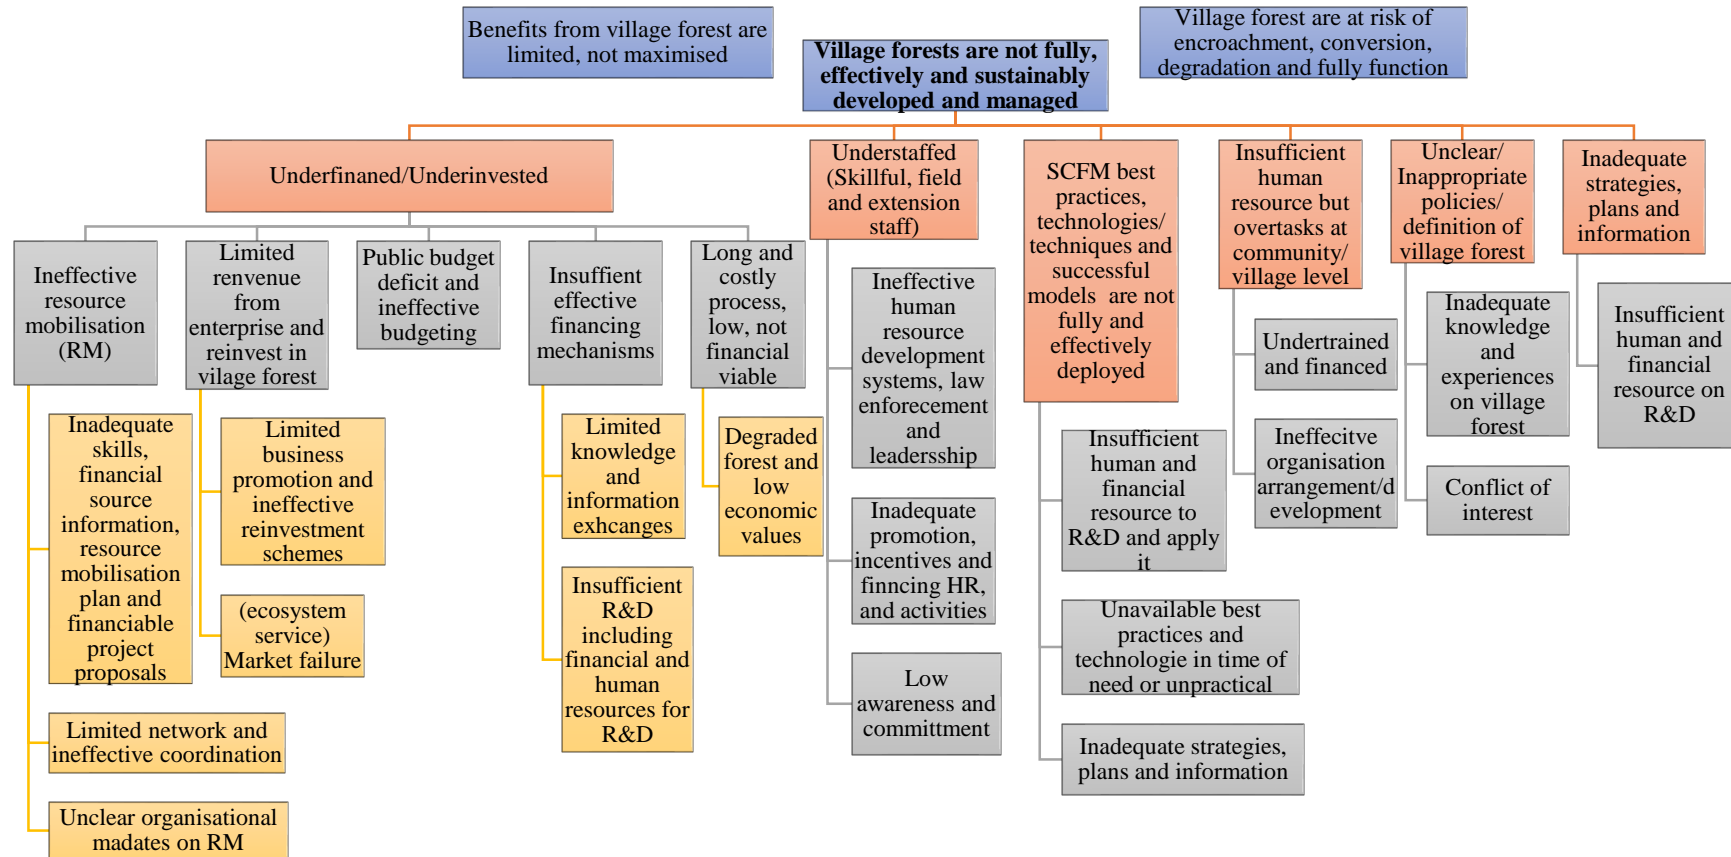 Benefits from village forest are
limited, not maximised
Village forests are not fully,
effectively and sustainably
developed and managed
Village forest are at risk of
encroachment, conversion,
degradation and fully function
Underfinaned/Underinvested
Understaffed
(Skillful, field
and extension
staff)
SCFM best
practices,
technologies/
techniques and
successful
models are not
fully and
effectively
deployed
Insufficient
human
resource but
overtasks at
community/
village level
Unclear/
Inappropriate
policies/
definition of
village forest
Inadequate
strategies,
plans and
information
Ineffective
resource
mobilisation
(RM)
Limited
renvenue
from
enterprise and
reinvest in
vilage forest
Public budget
deficit and
ineffective
budgeting
Insuffient
effective
financing
mechanisms
Long and
costly
process,
low, not
financial
viable
Inadequate
skills,
financial
source
information,
resource
mobilisation
plan and
financiable
project
proposals
Limited network and
ineffective coordination
Unclear organisational
madates on RM
Limited
business
promotion and
ineffective
reinvestment
schemes
(ecosystem
service)
Market failure
Limited
knowledge
and
information
exhcanges
Insufficient
R&D
including
financial and
human
resources for
R&D
Degraded
forest and
low
economic
values
Ineffective
human
resource
development
systems, law
enforecement
and
leadersship
Inadequate
promotion,
incentives and
finncing HR,
and activities
Low
awareness and
committment
Insufficient
human and
financial
resource to
R&D and apply
it
Unavailable best
practices and
technologie in time of
need or unpractical
Inadequate strategies,
plans and information
Undertrained
and financed
Ineffecitve
organisation
arrangement/d
evelopment
Inadequate
knowledge
and
experiences
on village
forest
Conflict of
interest
Insufficient
human and
financial
resource on
R&D